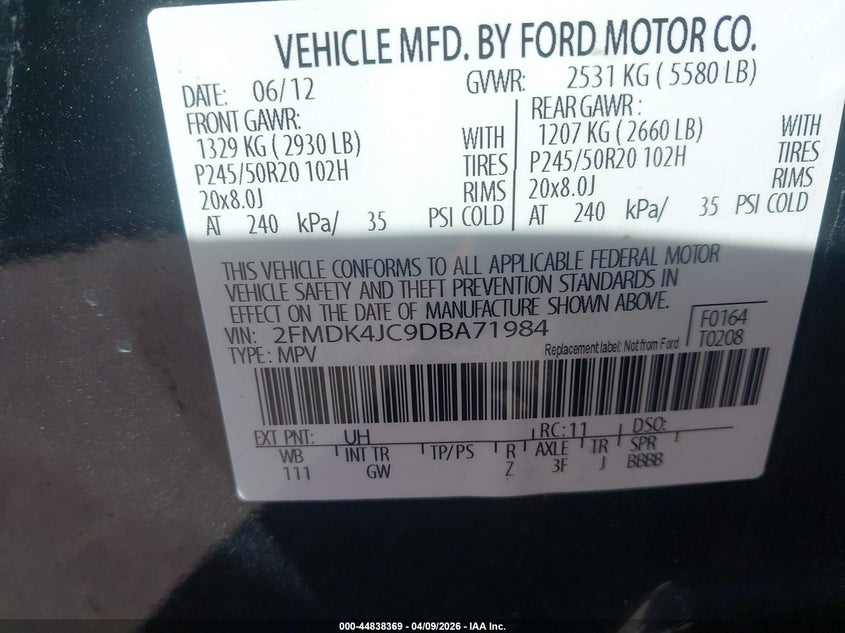 VEHICLE MFD. BY FORD MOTOR CO.
DATE: 06/12 GVWR: 2531 KG ( 5580 LB)
FRONT GAWR: REAR GAWR :
1329 KG ( 2930 LB) WITH 1207 KG ( 2660 LB) WITH
P245/50R20 102H TIRES P245/50R20 102H TIRES
20x8.0J RIMS 20x8.0J RIMS
AT 240 kPa/ 35 PSI COLD AT 240 kPa/ 35 PSI COLD
THIS VEHICLE CONFORMS TO ALL APPLICABLE FEDERAL MOTOR
VEHICLE SAFETY AND THEFT PREVENTION STANDARDS IN
EFFECT ON THE DATE OF MANUFACTURE SHOWN ABOVE.
VIN: 2FMDK4JC9DBA71984 F0164
TYPE: MPV Replacement label: Not from Ford T0208
EXT PNT: UH RC: 11 DSO:
WB INT TR TP/PS R AXLE TR SPR
111 GW Z 3F J BBBB
000-44838369 - 04/09/2026 - IAA Inc.